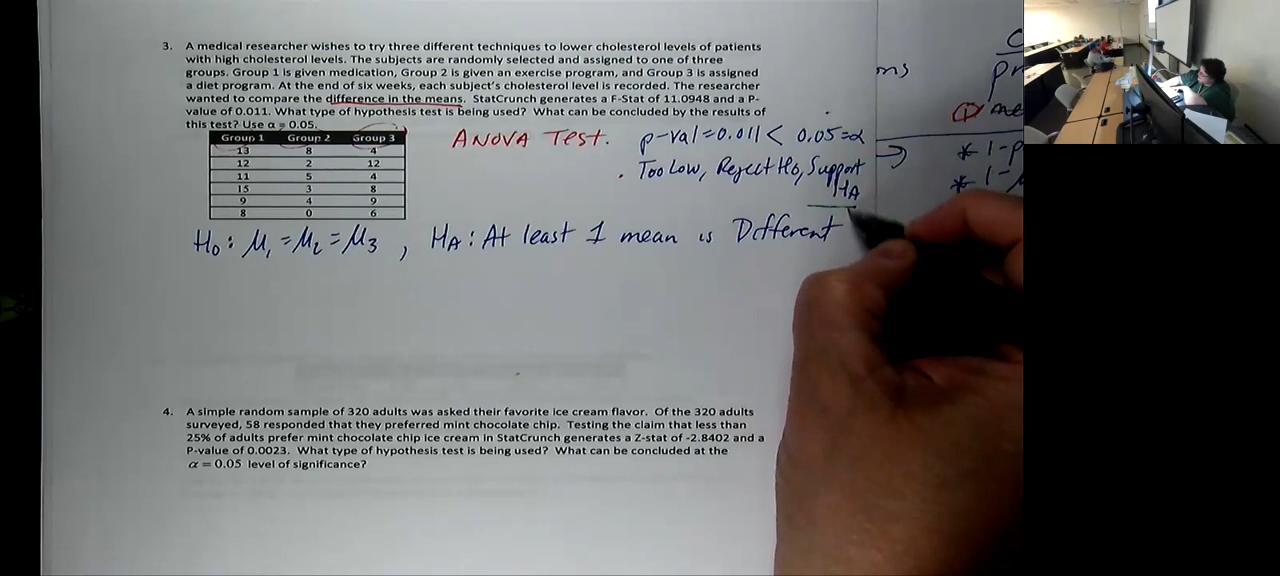 3. A medical researcher wishes to try three different techniques to lower cholesterol levels of patients
with high cholesterol levels. The subjects are randomly selected and assigned to one of three
groups. Group 1 is given medication, Group 2 is given an exercise program, and Group 3 is assigned
a diet program. At the end of six weeks, each subject's cholesterol level is recorded. The researcher
wanted to compare the difference in the means. StatCrunch generates a F-Stat of 11.0948 and a P-
value of 0.011. What type of hypothesis test is being used? What can be concluded by the results of
this test? Use α = 0.05.
Group 1 Group 2 Group 3
13 8 4
12 2 12
11 5 4
15 3 8
9 4 9
8 0 6
ANOVA TEST.
p-val=0.011 < 0.05=α
Too Low, Reject H0, Support
HA
H0: μ1=μ2=μ3, HA: At least 1 mean is Different
4. A simple random sample of 320 adults was asked their favorite ice cream flavor. Of the 320 adults
surveyed, 58 responded that they preferred mint chocolate chip. Testing the claim that less than
25% of adults prefer mint chocolate chip ice cream in StatCrunch generates a Z-stat of -2.8402 and a
P-value of 0.0023. What type of hypothesis test is being used? What can be concluded at the
α = 0.05 level of significance?